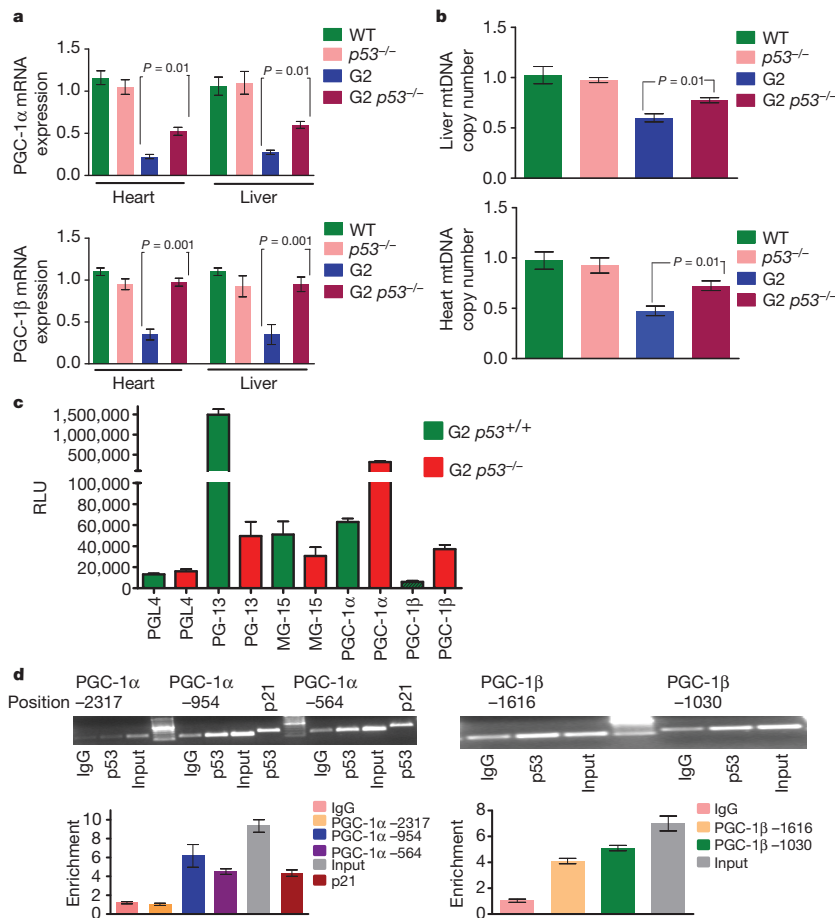 a
PGC-1α mRNA
expression
1.5
1.0
0.5
0.0
P = 0.01
P = 0.01
Heart
Liver
WT
p53–/–
G2
G2 p53–/–
PGC-1β mRNA
expression
1.5
1.0
0.5
0.0
P = 0.001
P = 0.001
Heart
Liver
WT
p53–/–
G2
G2 p53–/–
b
Liver mtDNA
copy number
1.5
1.0
0.5
0.0
P = 0.01
WT
p53–/–
G2
G2 p53–/–
Heart mtDNA
copy number
1.5
1.0
0.5
0.0
P = 0.01
WT
p53–/–
G2
G2 p53–/–
c
RLU
1,500,000
1,000,000
500,000
100,000
80,000
60,000
40,000
20,000
0
PGL4
PGL4
PG-13
PG-13
MG-15
MG-15
PGC-1α
PGC-1α
PGC-1β
PGC-1β
G2 p53+/+
G2 p53–/–
d
PGC-1α
PGC-1α
p21
PGC-1α
p21
Position
–2317
–954
–564
IgG
p53
Input
IgG
p53
Input
p53
IgG
p53
Input
p53
PGC-1β
–1616
PGC-1β
–1030
IgG
p53
Input
IgG
p53
Input
Enrichment
10
8
6
4
2
0
IgG
PGC-1α –2317
PGC-1α –954
PGC-1α –564
Input
p21
Enrichment
8
6
4
2
0
IgG
PGC-1β –1616
PGC-1β –1030
Input